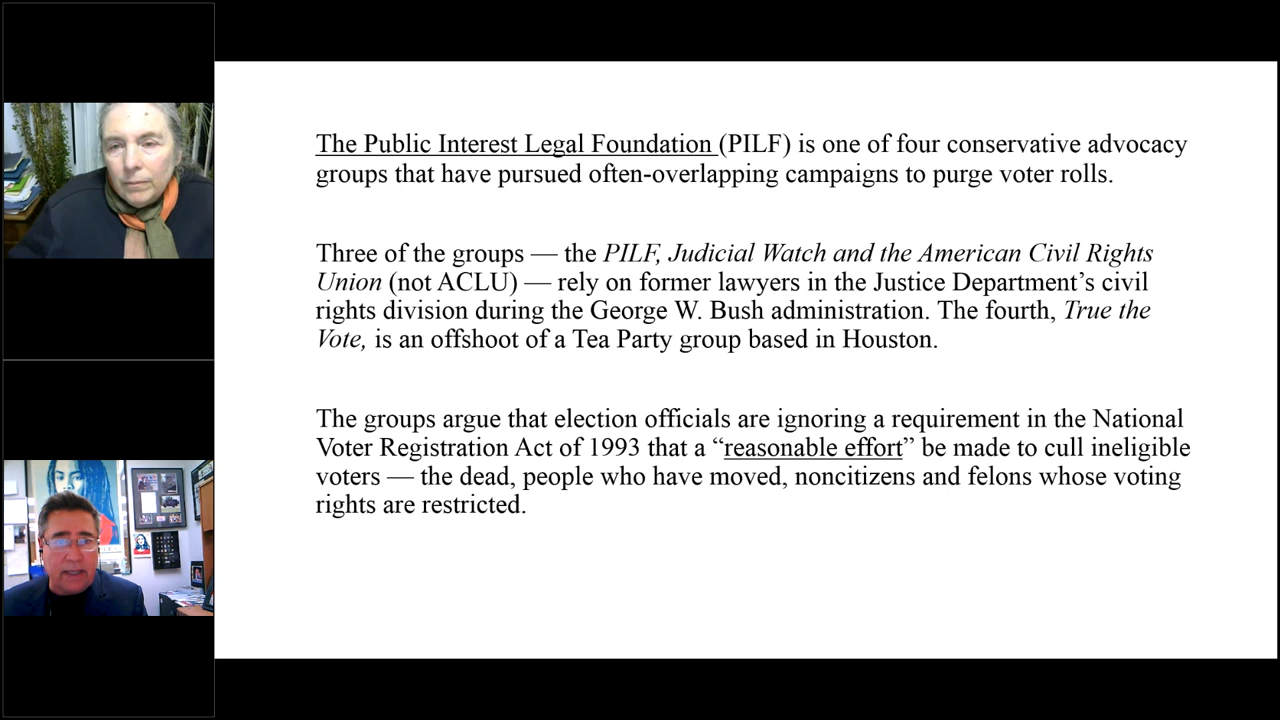 The Public Interest Legal Foundation (PILF) is one of four conservative advocacy
groups that have pursued often-overlapping campaigns to purge voter rolls.
Three of the groups — the PILF, Judicial Watch and the American Civil Rights
Union (not ACLU) — rely on former lawyers in the Justice Department’s civil
rights division during the George W. Bush administration. The fourth, True the
Vote, is an offshoot of a Tea Party group based in Houston.
The groups argue that election officials are ignoring a requirement in the National
Voter Registration Act of 1993 that a “reasonable effort” be made to cull ineligible
voters — the dead, people who have moved, noncitizens and felons whose voting
rights are restricted.